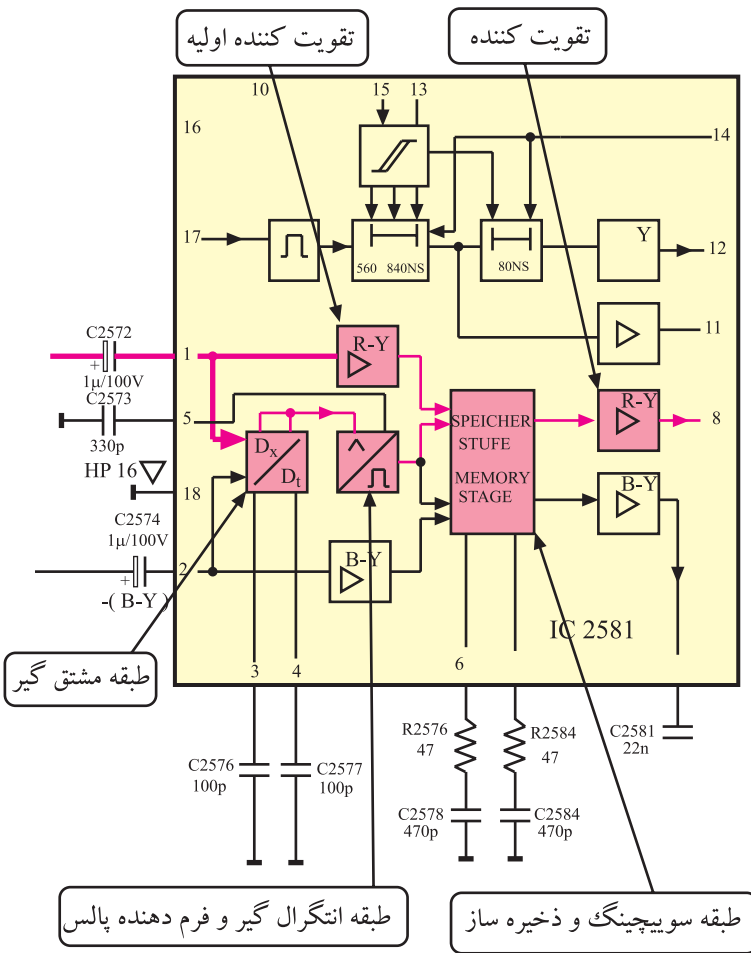 تقویت کننده اولیه
تقویت کننده
10
15
13
16
14
17
560 840NS
80NS
Y
12
11
C2572
1µ/100V
+
1
R-Y
C2573
330p
5
SPEICHER
STUFE
MEMORY
STAGE
R-Y
8
Dx
Dt
HP 16
18
B-Y
C2574
1µ/100V
+
2
-( B-Y )
B-Y
IC 2581
طبقه مشتق گیر
3
4
6
C2576
100p
C2577
100p
R2576
47
R2584
47
C2581
22n
C2578
470p
C2584
470p
طبقه انتگرال گیر و فرم دهنده پالس
طبقه سوییچینگ و ذخیره ساز